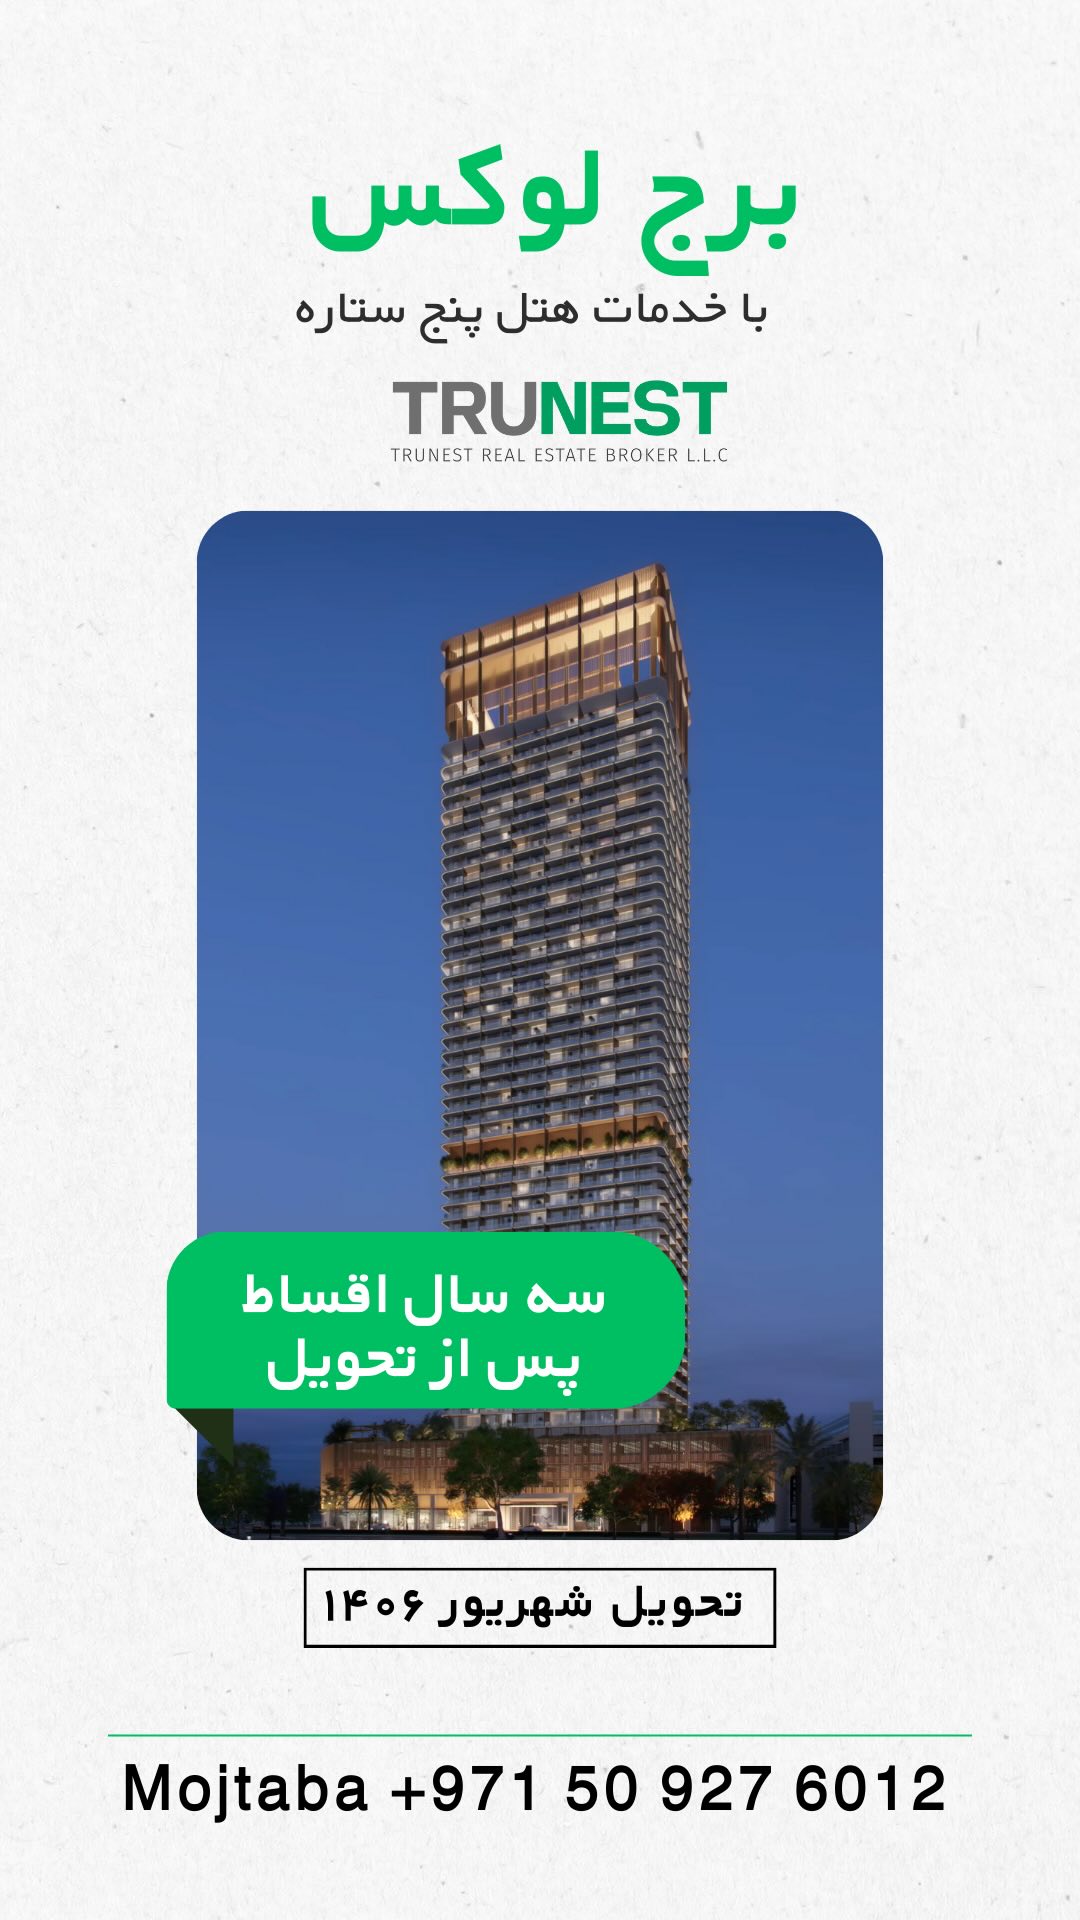 برج لوکس
با خدمات هتل پنج ستاره
TRUNEST
TRUNEST REAL ESTATE BROKER L.L.C
سه سال اقساط
پس از تحویل
تحویل شهریور ۱۴۰۶
Mojtaba +971 50 927 6012